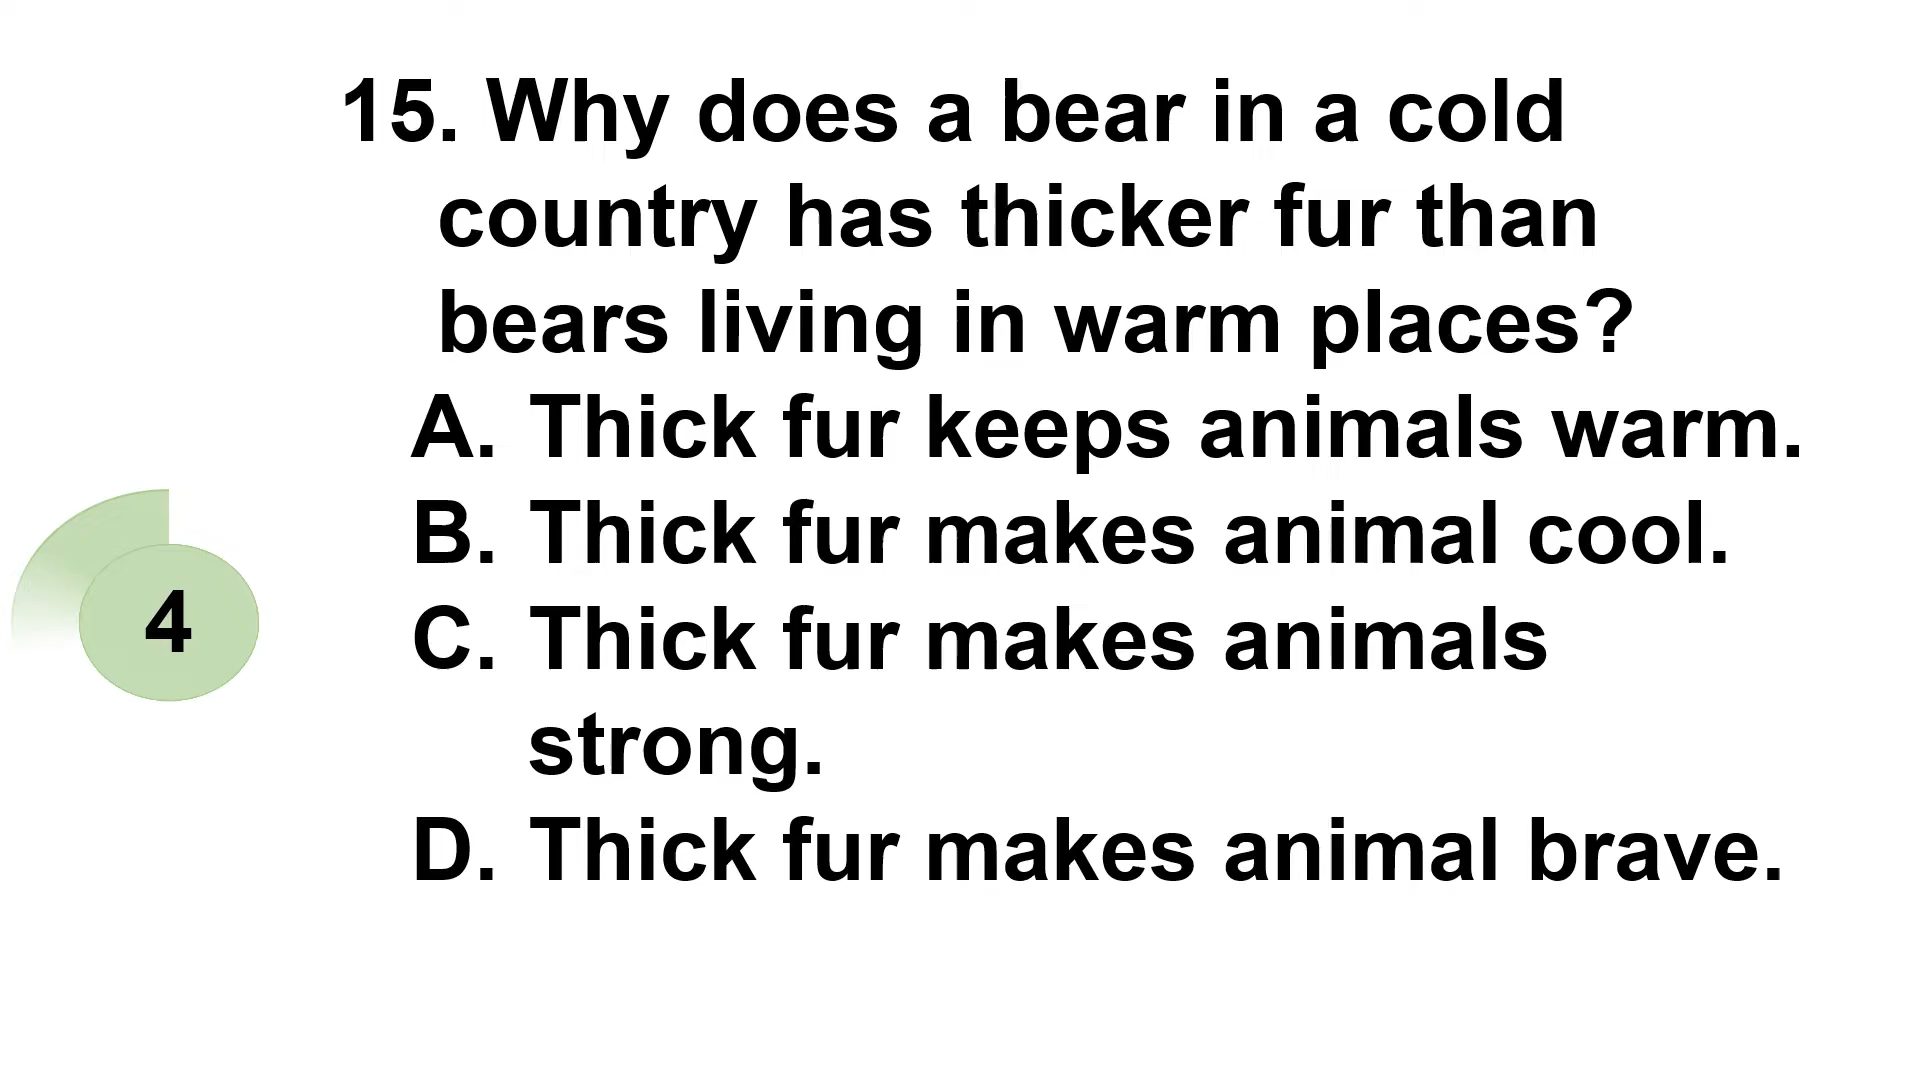 15. Why does a bear in a cold
country has thicker fur than
bears living in warm places?
A. Thick fur keeps animals warm.
B. Thick fur makes animal cool.
C. Thick fur makes animals
strong.
D. Thick fur makes animal brave.
4